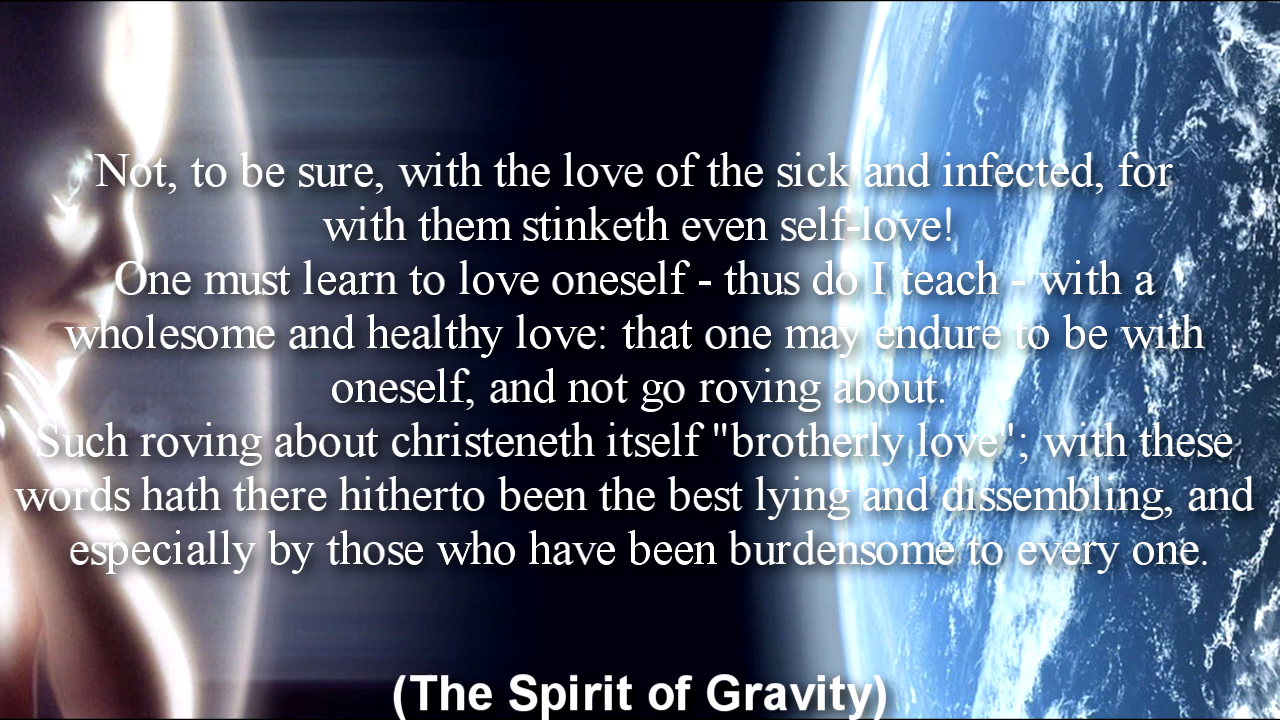 Not, to be sure, with the love of the sick and infected, for
with them stinketh even self-love!
One must learn to love oneself - thus do I teach - with a
wholesome and healthy love: that one may endure to be with
oneself, and not go roving about.
Such roving about christeneth itself "brotherly love"; with these
words hath there hitherto been the best lying and dissembling, and
especially by those who have been burdensome to every one.
(The Spirit of Gravity)